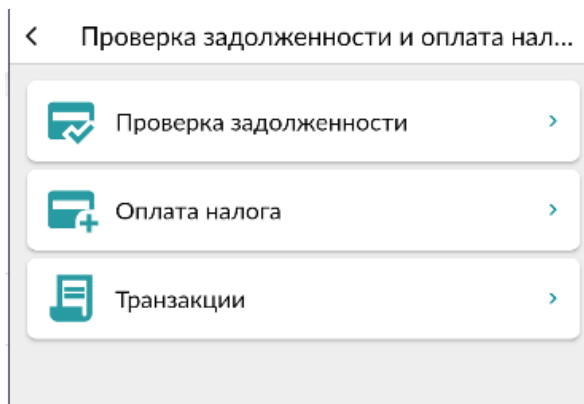 Проверка задолженности и оплата нал...
Проверка задолженности
Оплата налога
Транзакции